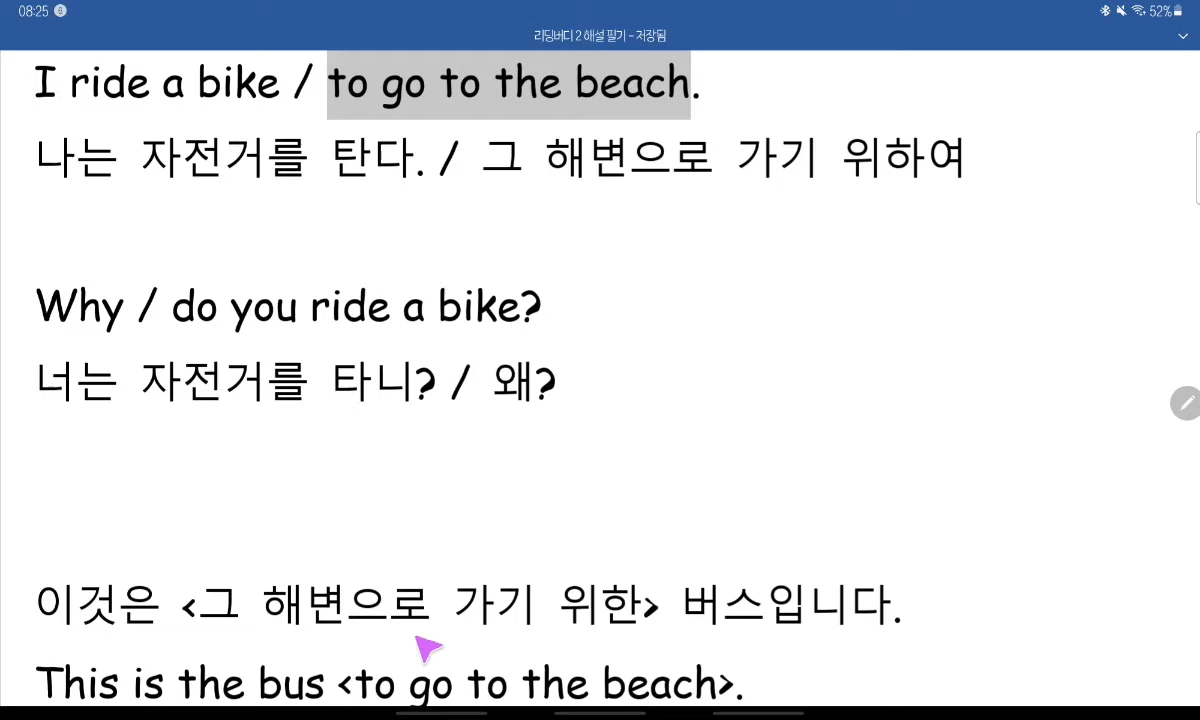 08:25 6 52%
리딩버디 2 해설 필기 - 저장됨
I ride a bike / to go to the beach.
나는 자전거를 탄다. / 그 해변으로 가기 위하여
Why / do you ride a bike?
너는 자전거를 타니? / 왜?
이것은 <그 해변으로 가기 위한> 버스입니다.
This is the bus <to go to the beach>.